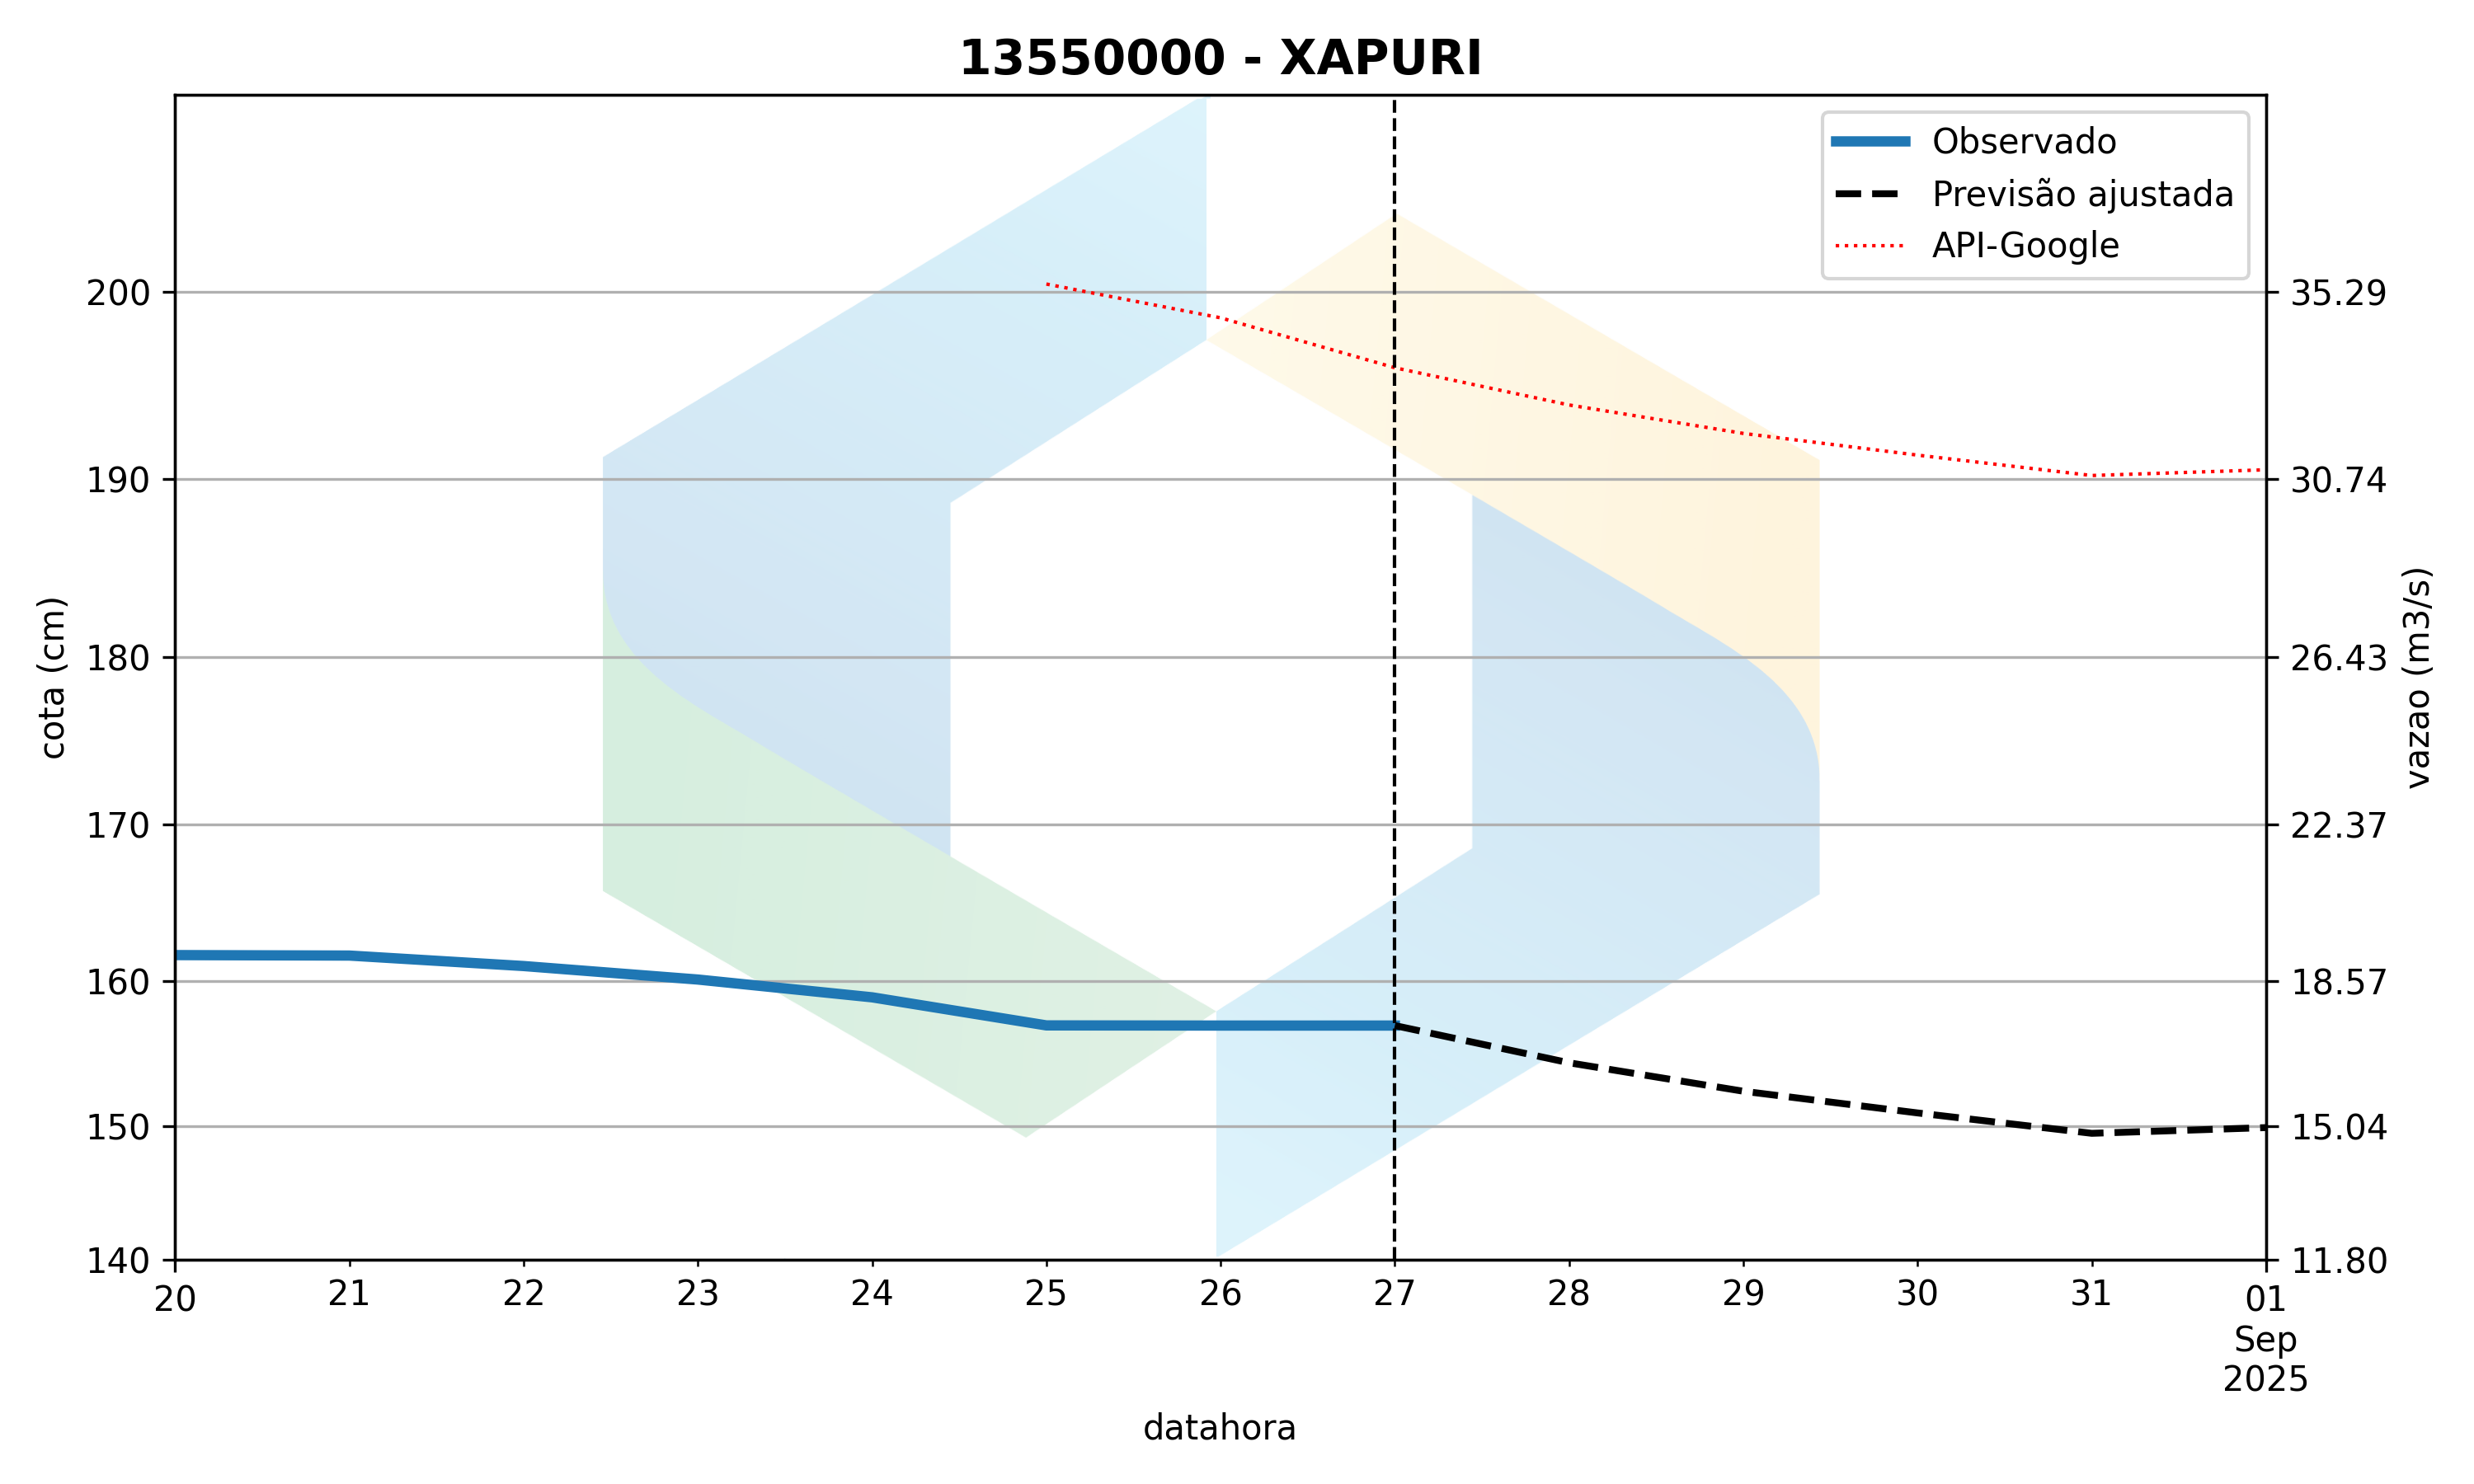 13550000 - XAPURI
Observado
Previsão ajustada
API-Google
cota (cm)
200
190
180
170
160
150
140
35.29
30.74
26.43
22.37
18.57
15.04
11.80
vazao (m3/s)
20 21 22 23 24 25 26 27 28 29 30 31 01
Sep
2025
datahora